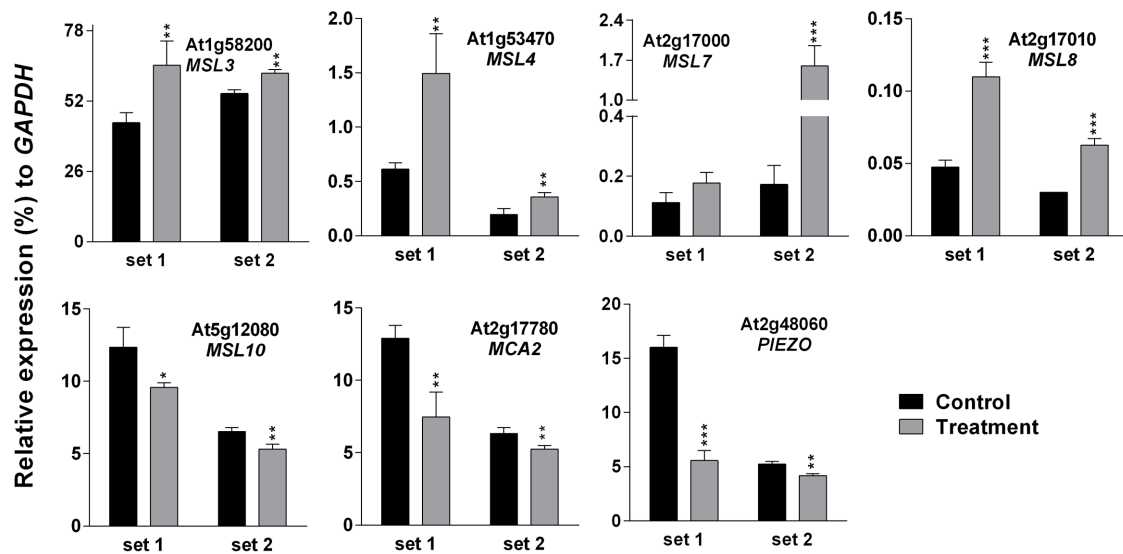 Relative expression (%) to GAPDH
78
52
26
0
**
**
At1g58200
MSL3
set 1 set 2
2.0
1.5
1.0
0.5
0.0
**
**
At1g53470
MSL4
set 1 set 2
2.4
1.7
1.0
0.4
0.2
0.0
***
At2g17000
MSL7
set 1 set 2
0.15
0.10
0.05
0.00
***
***
At2g17010
MSL8
set 1 set 2
15
10
5
0
*
**
At5g12080
MSL10
set 1 set 2
15
10
5
0
**
**
At2g17780
MCA2
set 1 set 2
20
15
10
5
0
***
**
At2g48060
PIEZO
set 1 set 2
Control
Treatment